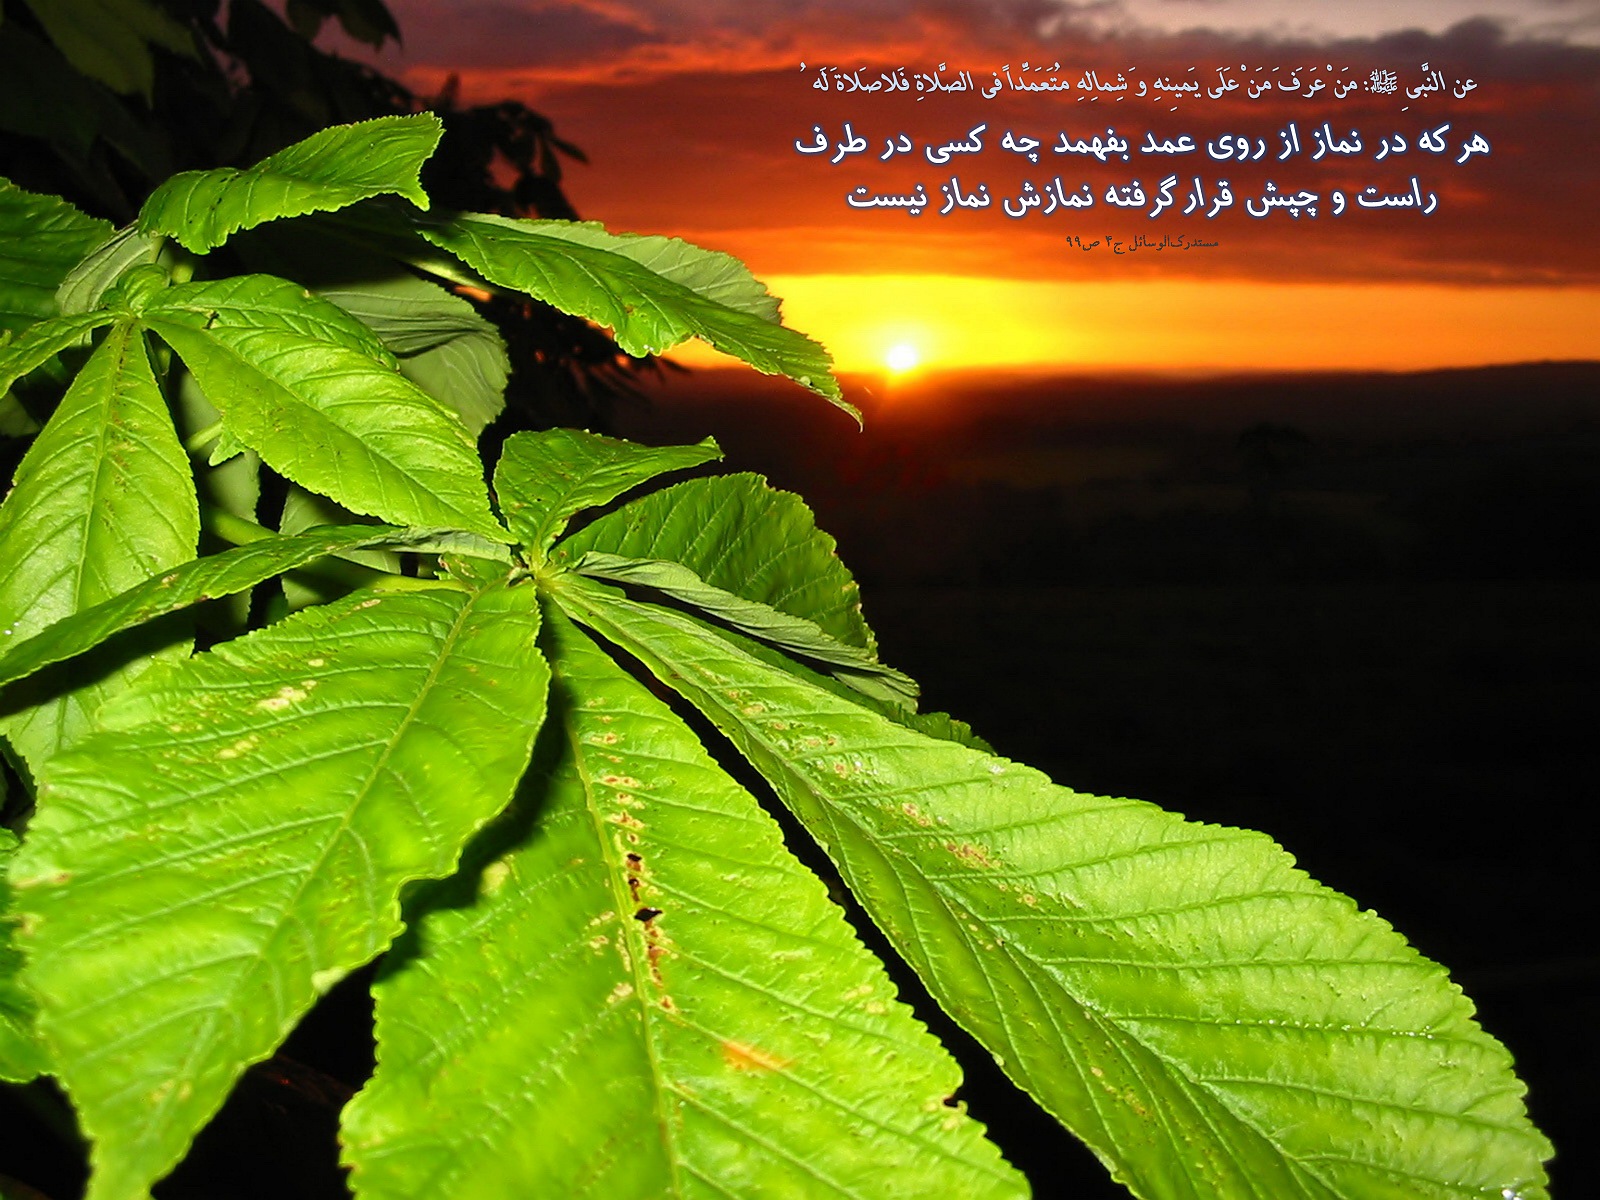 عن النَّبیِ ﷺ: مَنْ عَرَفَ مَنْ عَلَی یَمینِهِ وَ شِمالِهِ مُتَعَمِّداً فی الصَّلاةِ فَلاصَلاةَ لَهُ
هر که در نماز از روی عمد بفهمد چه کسی در طرف
راست و چپش قرار گرفته نمازش نماز نیست
مستدرک‌الوسائل ج۴ ص۹۹